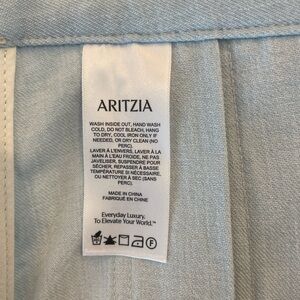 ARITZIA
WASH INSIDE OUT, HAND WASH
COLD, DO NOT BLEACH, HANG
TO DRY, COOL IRON ONLY IF
NEEDED, OR DRY CLEAN (NO
PERC).
LAVER À L'ENVERS, LAVER À LA
MAIN À L'EAU FROIDE, NE PAS
JAVELISER, SUSPENDRE POUR
SÉCHER, REPASSER À BASSE
TEMPÉRATURE SI NÉCESSAIRE,
OU NETTOYER À SEC (SANS
PERC).
MADE IN CHINA
FABRIQUÉ EN CHINE
Everyday Luxury.
To Elevate Your World.™
F